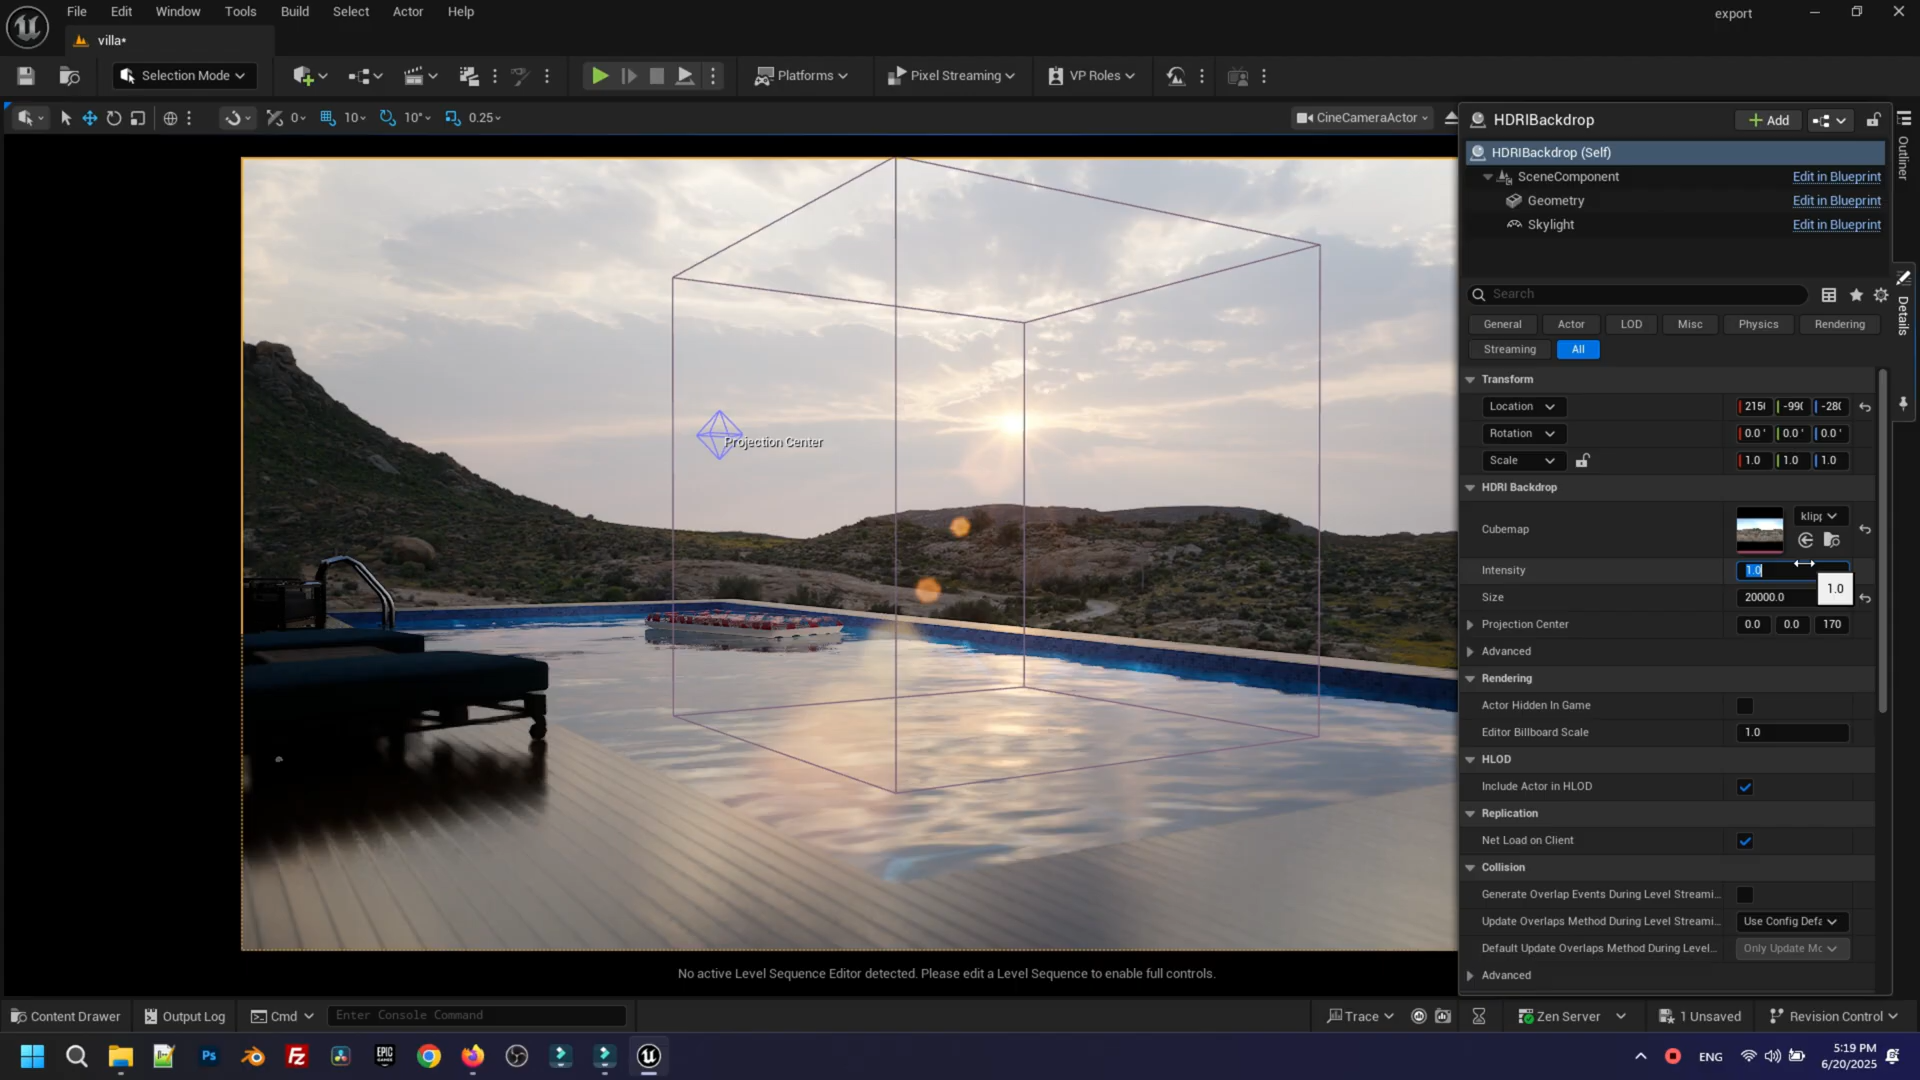 File Edit Window Tools Build Select Actor Help
export
villa*
Selection Mode
Platforms
Pixel Streaming
VP Roles
0 10 10° 0.25
CineCameraActor
HDRIBackdrop
Add
HDRIBackdrop (Self)
SceneComponent Edit in Blueprint
Geometry Edit in Blueprint
Skylight Edit in Blueprint
Outliner
Details
Search
General Actor LOD Misc Physics Rendering
Streaming All
Transform
Location
Rotation 0.0° 0.0° 0.0°
Scale 1.0 1.0 1.0
HDRI Backdrop
Cubemap klipp
Intensity 1.0
1.0
Size 20000.0
Projection Center 0.0 0.0 170
Advanced
Rendering
Actor Hidden In Game
Editor Billboard Scale 1.0
HLOD
Include Actor in HLOD
Replication
Net Load on Client
Collision
Generate Overlap Events During Level Streami...
Update Overlaps Method During Level Streami... Use Config Defa
Default Update Overlaps Method During Level... Only Update Mo
Advanced
Projection Center
No active Level Sequence Editor detected. Please edit a Level Sequence to enable full controls.
Content Drawer Output Log Cmd Enter Console Command
Trace Zen Server 1 Unsaved Revision Control
Ps
EPIC GAMES
ENG
5:19 PM
6/20/2025